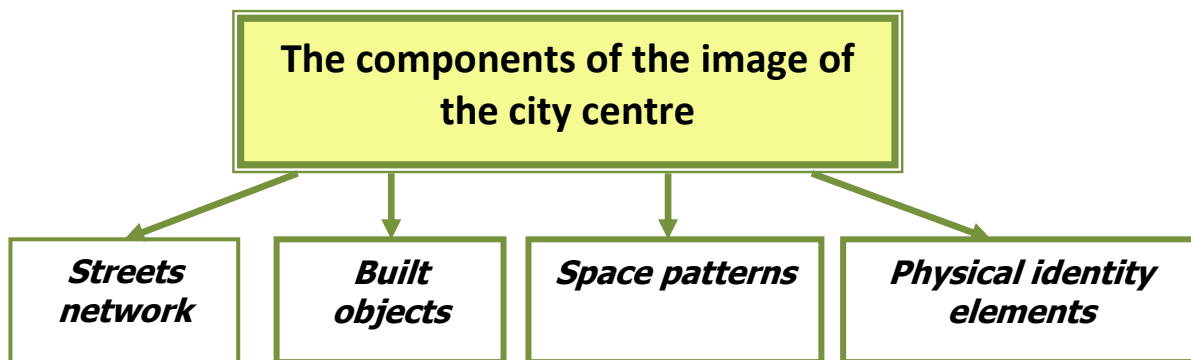 The components of the image of
the city centre
Streets
network
Built
objects
Space patterns
Physical identity
elements